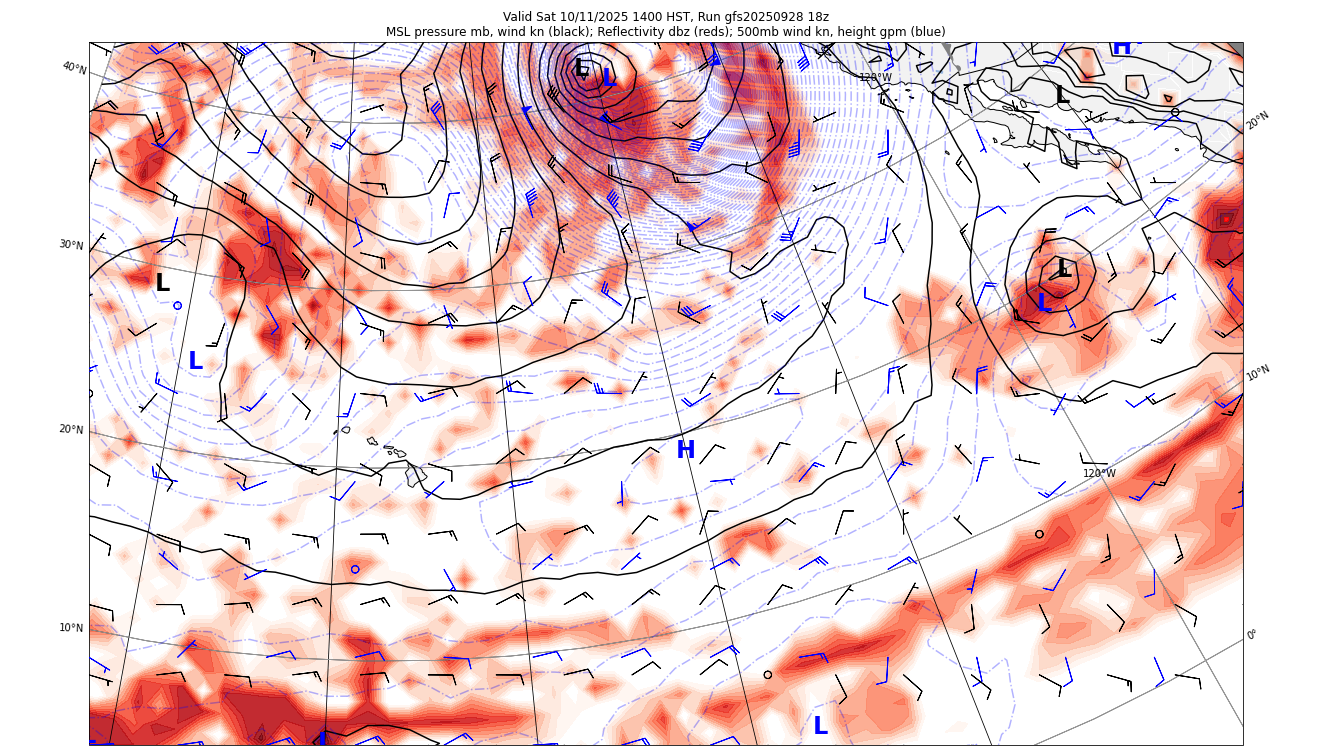 Valid Sat 10/11/2025 1400 HST, Run gfs20250928 18z
MSL pressure mb, wind kn (black); Reflectivity dbz (reds); 500mb wind kn, height gpm (blue)
H
40°N
L
L
120°W
L
20°N
30°N
L
L
L
L
10°N
20°N
H
120°W
10°N
0°
L
L